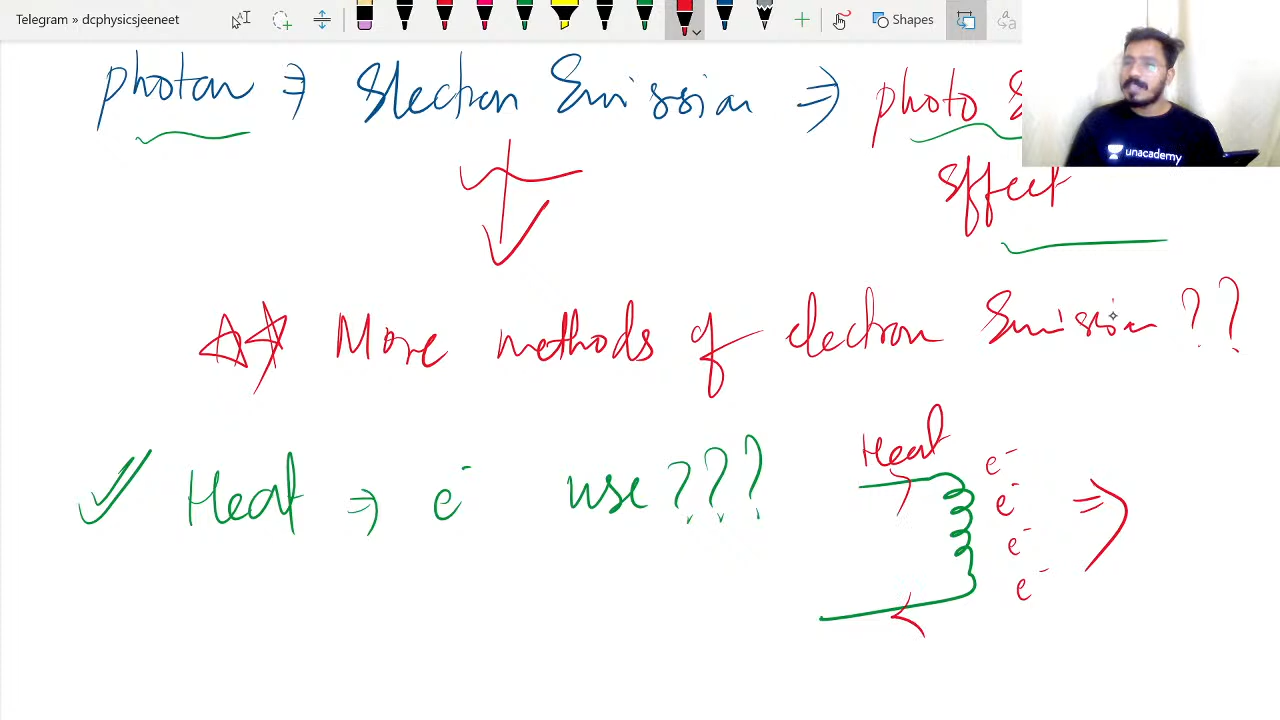 Telegram » dcphysicsjeeneet
Shapes
unacademy
photon ⇒ Electron Emission ⇒ photo
effect
☆☆ More methods of electron Emission ??
Heat ⇒ e⁻ use ???
Heat
e⁻
e⁻
e⁻
e⁻
⇒